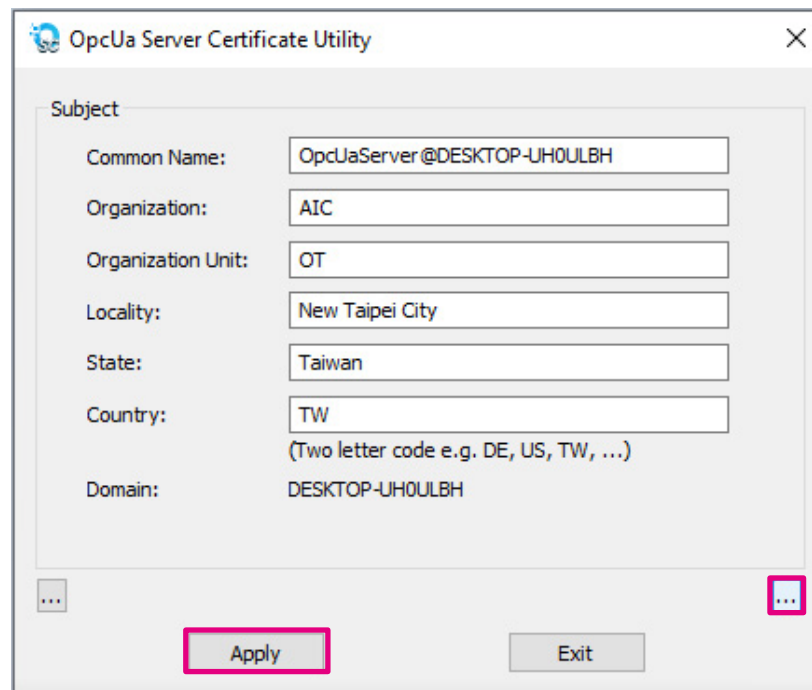 OpcUa Server Certificate Utility
Subject
Common Name: OpcUaServer@DESKTOP-UH0ULBH
Organization: AIC
Organization Unit: OT
Locality: New Taipei City
State: Taiwan
Country: TW
(Two letter code e.g. DE, US, TW, ...)
Domain: DESKTOP-UH0ULBH
... ...
Apply Exit